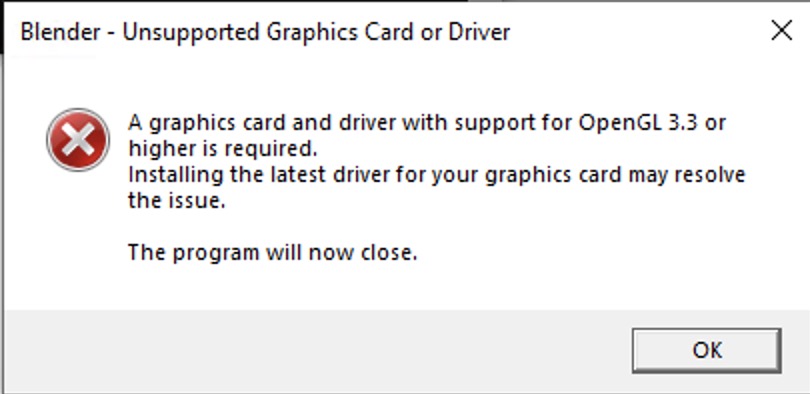 Blender - Unsupported Graphics Card or Driver
A graphics card and driver with support for OpenGL 3.3 or
higher is required.
Installing the latest driver for your graphics card may resolve
the issue.
The program will now close.
OK